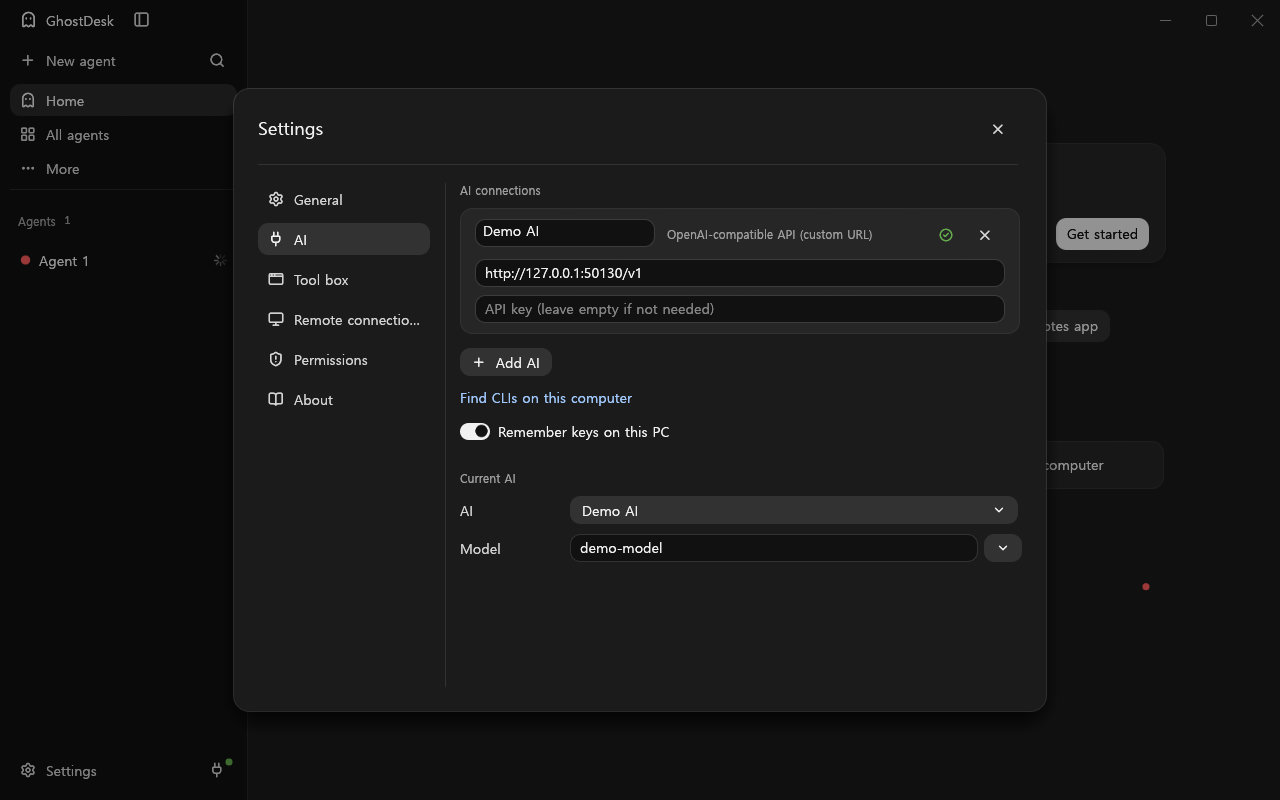 GhostDesk
New agent
Home
All agents
More
Agents 1
Agent 1
Settings
Settings
General
AI
Tool box
Remote connectio...
Permissions
About
AI connections
Demo AI
OpenAI-compatible API (custom URL)
http://127.0.0.1:50130/v1
API key (leave empty if not needed)
Add AI
Find CLIs on this computer
Remember keys on this PC
Current AI
AI
Demo AI
Model
demo-model
Get started
otes app
computer